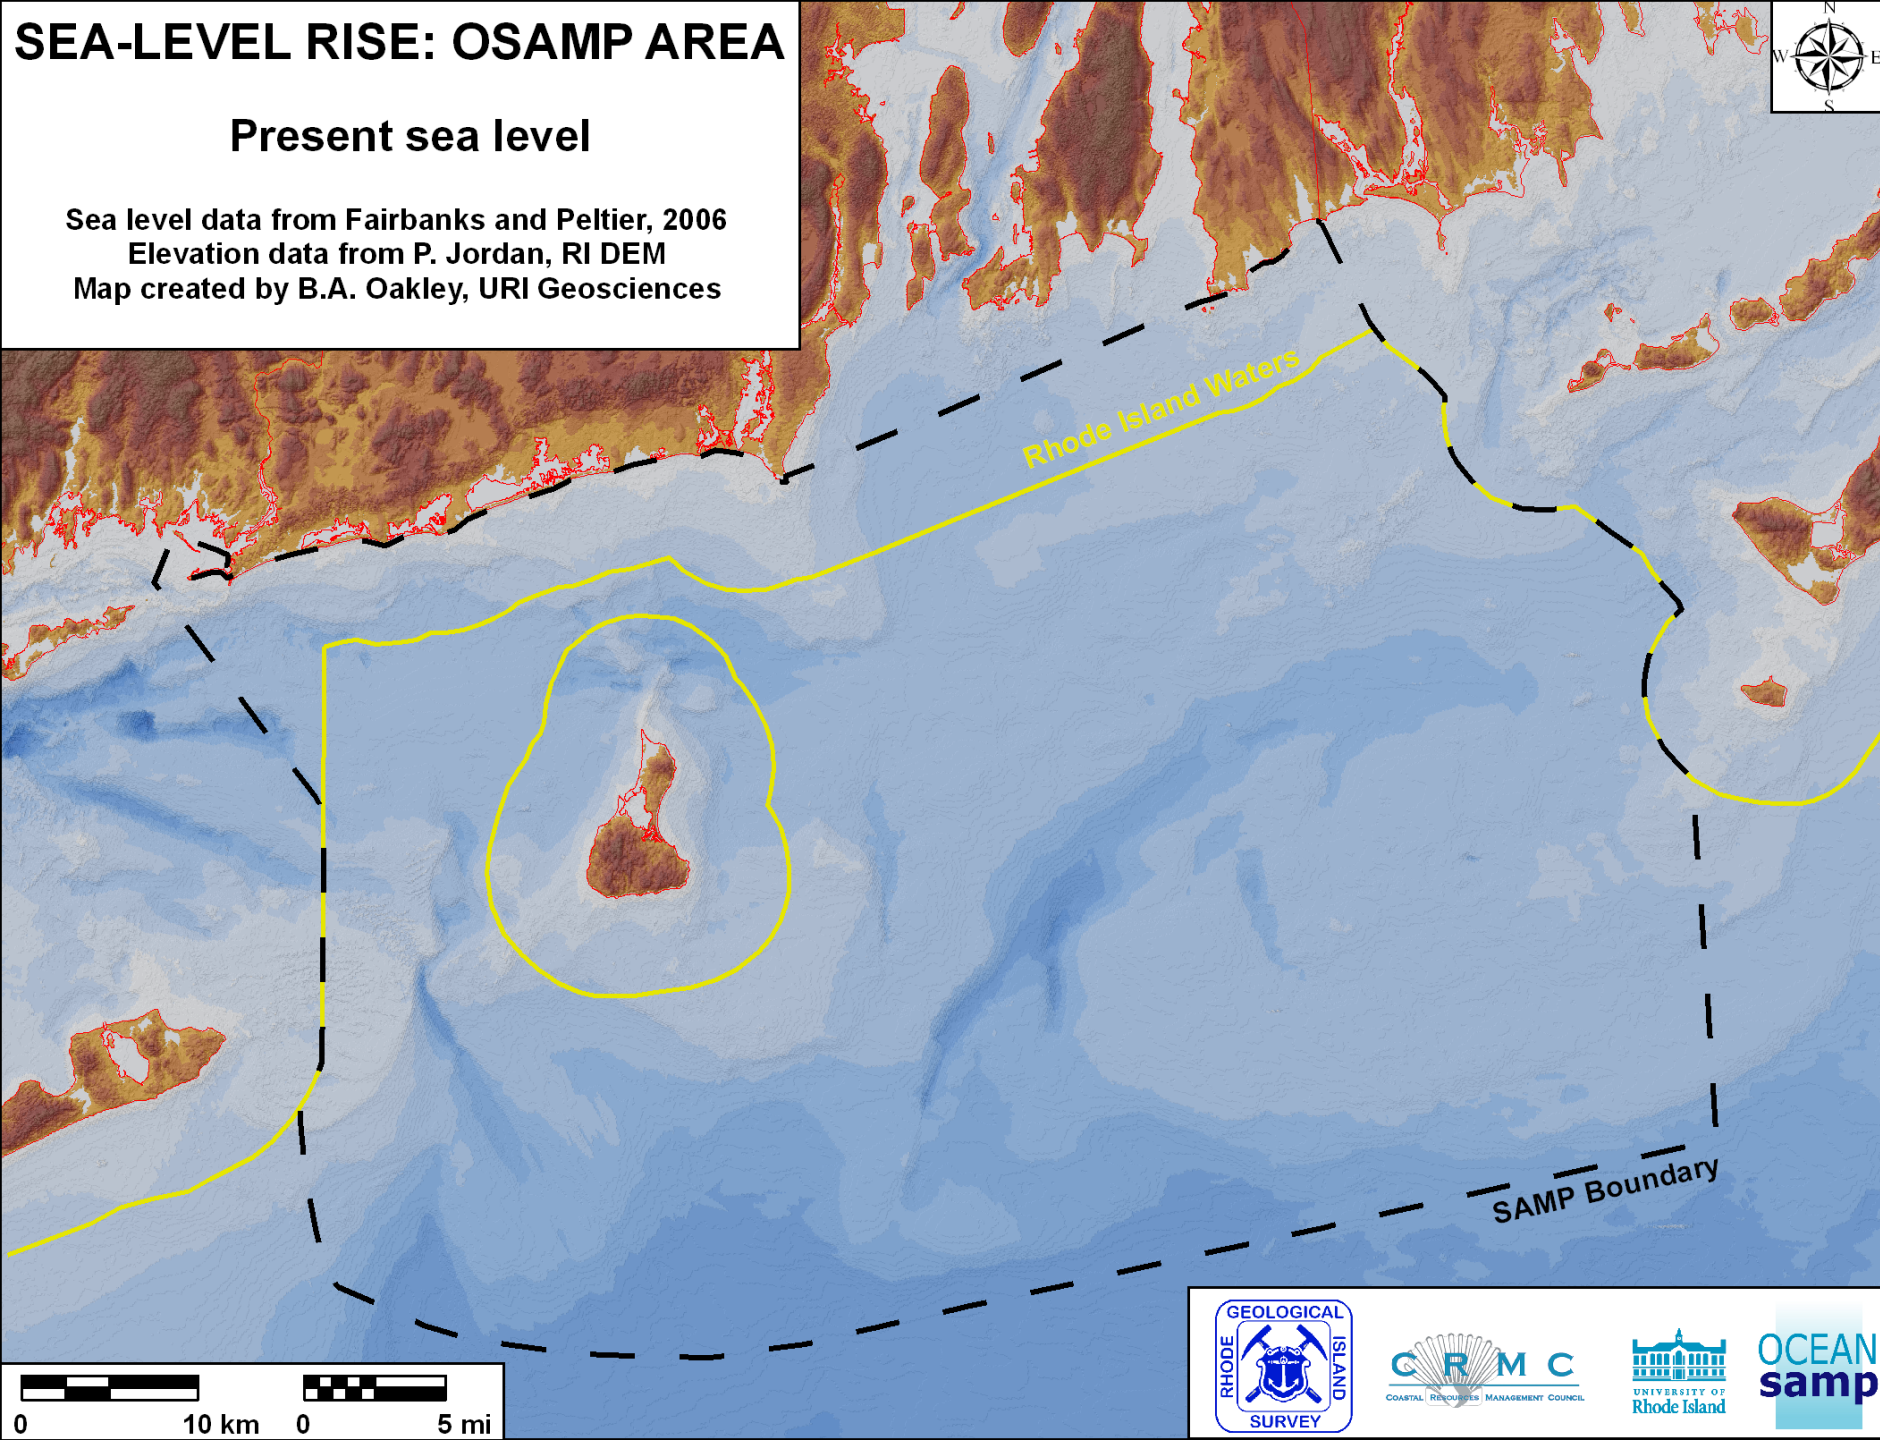 SEA-LEVEL RISE: OSAMP AREA
Present sea level
Sea level data from Fairbanks and Peltier, 2006
Elevation data from P. Jordan, RI DEM
Map created by B.A. Oakley, URI Geosciences
N
W E
S
Rhode Island Waters
SAMP Boundary
0 10 km 0 5 mi
GEOLOGICAL
RHODE
ISLAND
SURVEY
CRMC
COASTAL RESOURCES MANAGEMENT COUNCIL
UNIVERSITY OF
Rhode Island
OCEAN
samp